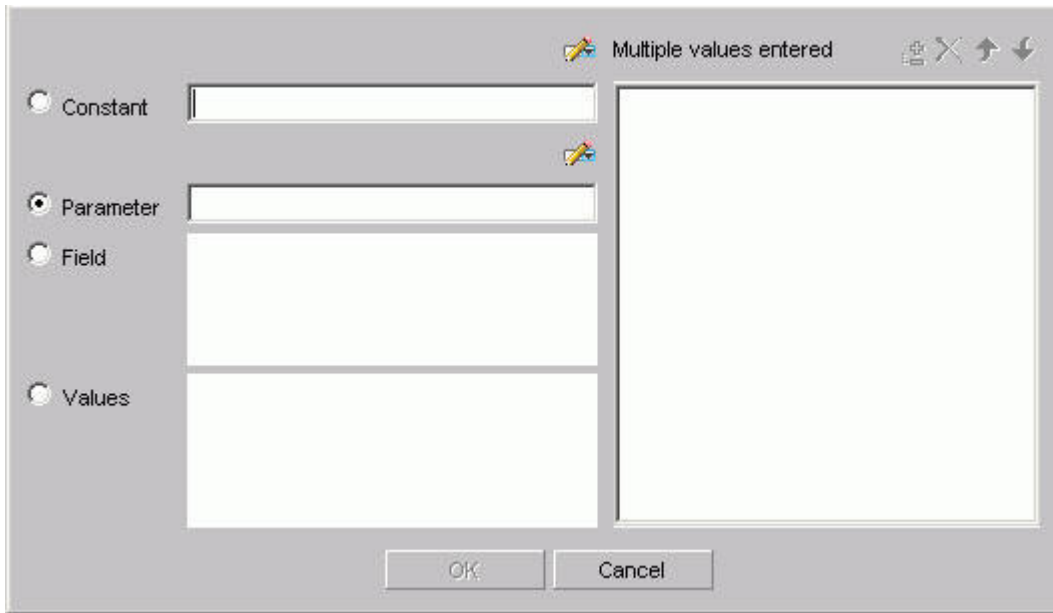 Multiple values entered
Constant
Parameter
Field
Values
OK
Cancel